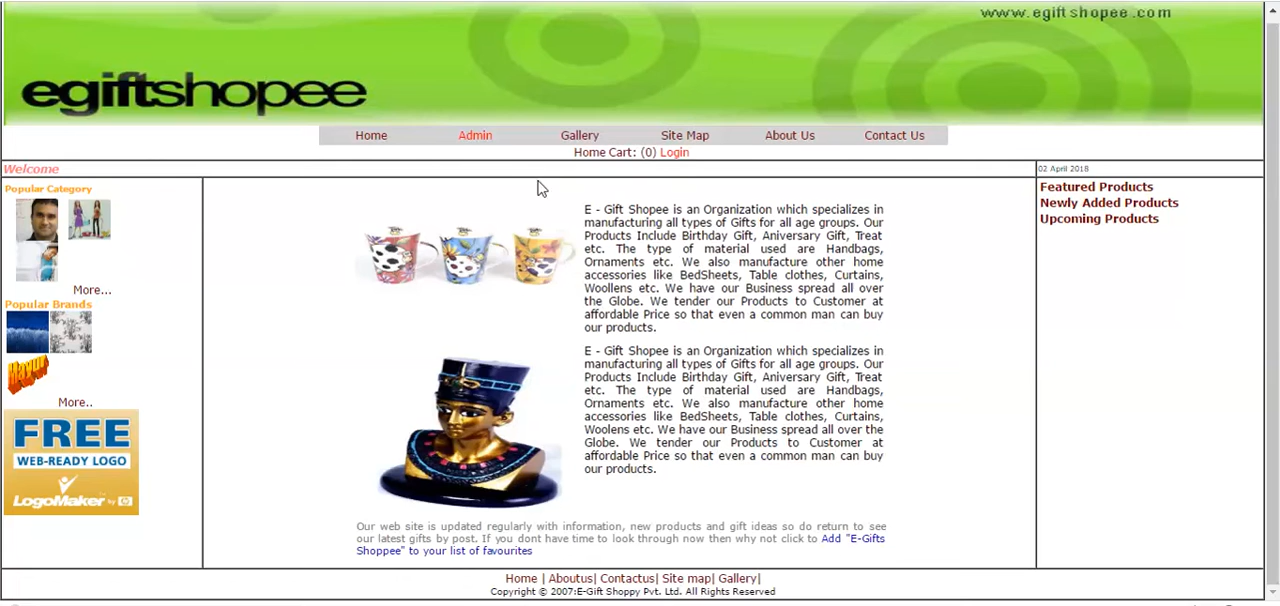 www.egiftshopee.com
egiftshopee
Home Admin Gallery Site Map About Us Contact Us
Home Cart: (0) Login
Welcome
02 April 2018
Popular Category
More...
Popular Brands
Mayur
More..
FREE
WEB-READY LOGO
LogoMaker by hp
E - Gift Shopee is an Organization which specializes in
manufacturing all types of Gifts for all age groups. Our
Products Include Birthday Gift, Aniversary Gift, Treat
etc. The type of material used are Handbags,
Ornaments etc. We also manufacture other home
accessories like BedSheets, Table clothes, Curtains,
Woollens etc. We have our Business spread all over
the Globe. We tender our Products to Customer at
affordable Price so that even a common man can buy
our products.
E - Gift Shopee is an Organization which specializes in
manufacturing all types of Gifts for all age groups. Our
Products Include Birthday Gift, Aniversary Gift, Treat
etc. The type of material used are Handbags,
Ornaments etc. We also manufacture other home
accessories like BedSheets, Table clothes, Curtains,
Woolens etc. We have our Business spread all over the
Globe. We tender our Products to Customer at
affordable Price so that even a common man can buy
our products.
Our web site is updated regularly with information, new products and gift ideas so do return to see
our latest gifts by post. If you dont have time to look through now then why not click to Add "E-Gifts
Shoppee" to your list of favourites
Featured Products
Newly Added Products
Upcoming Products
Home | Aboutus| Contactus| Site map| Gallery|
Copyright © 2007:E-Gift Shoppy Pvt. Ltd. All Rights Reserved